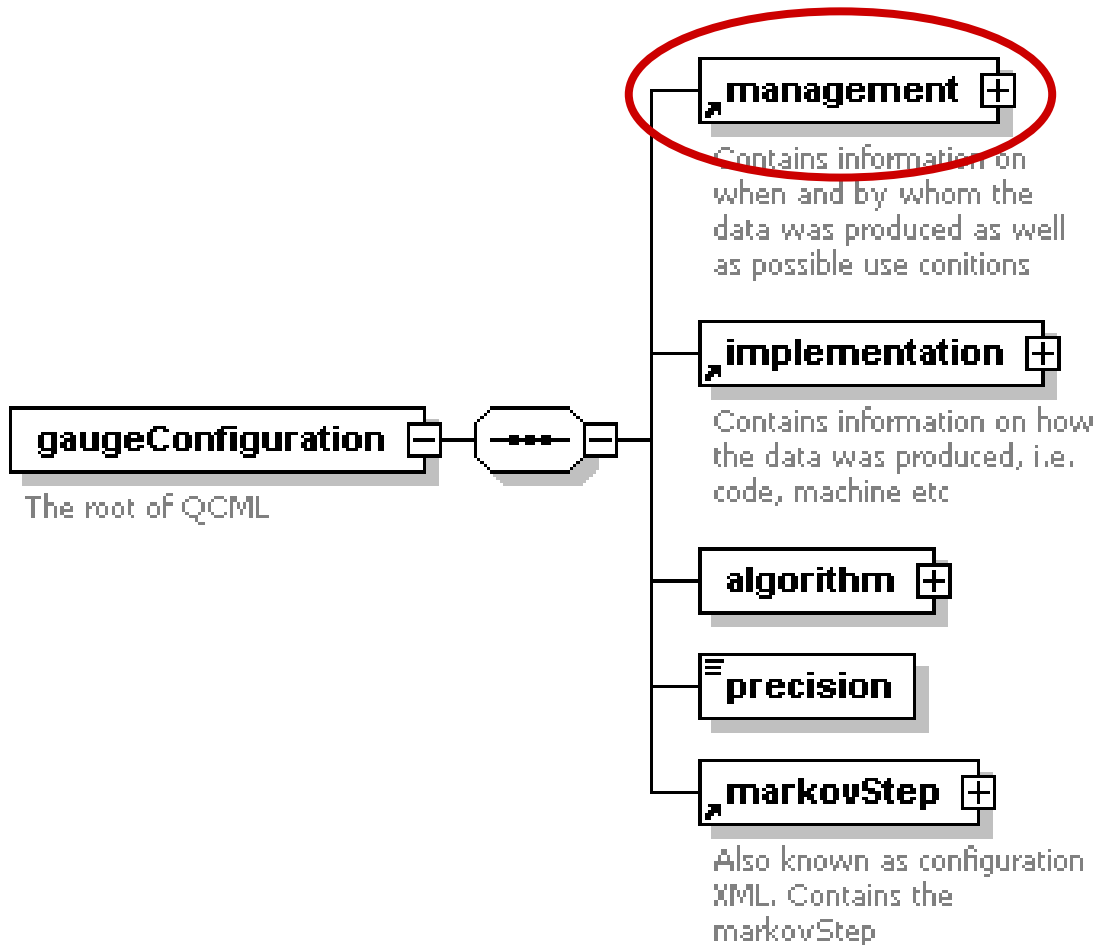 management
Contains information on
when and by whom the
data was produced as well
as possible use conitions
implementation
Contains information on how
the data was produced, i.e.
code, machine etc
gaugeConfiguration
The root of QCML
algorithm
precision
markovStep
Also known as configuration
XML. Contains the
markovStep